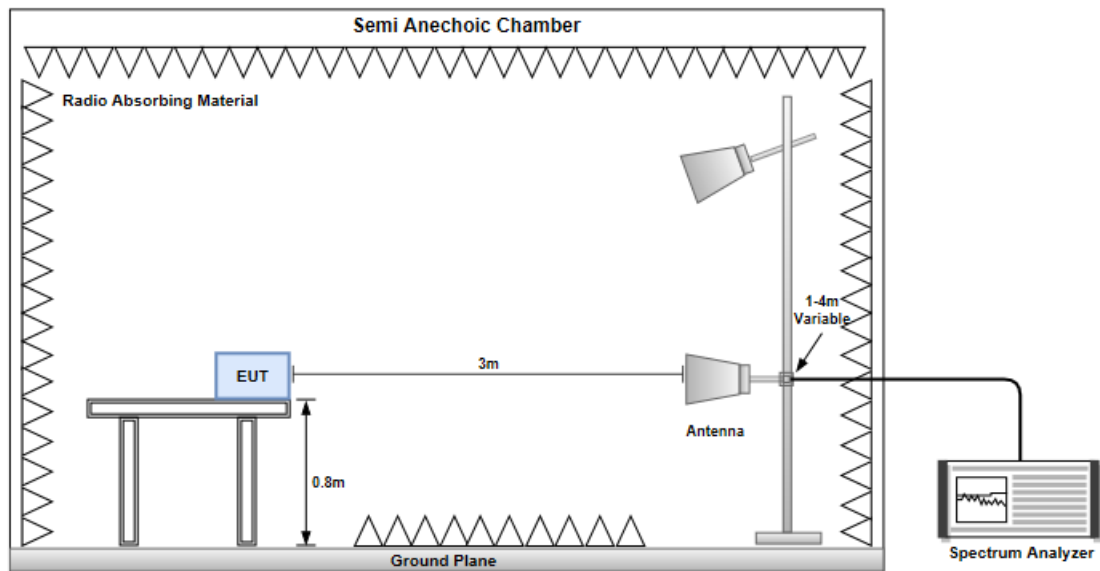 Semi Anechoic Chamber
Radio Absorbing Material
1-4m
Variable
3m
EUT
Antenna
0.8m
Ground Plane
Spectrum Analyzer